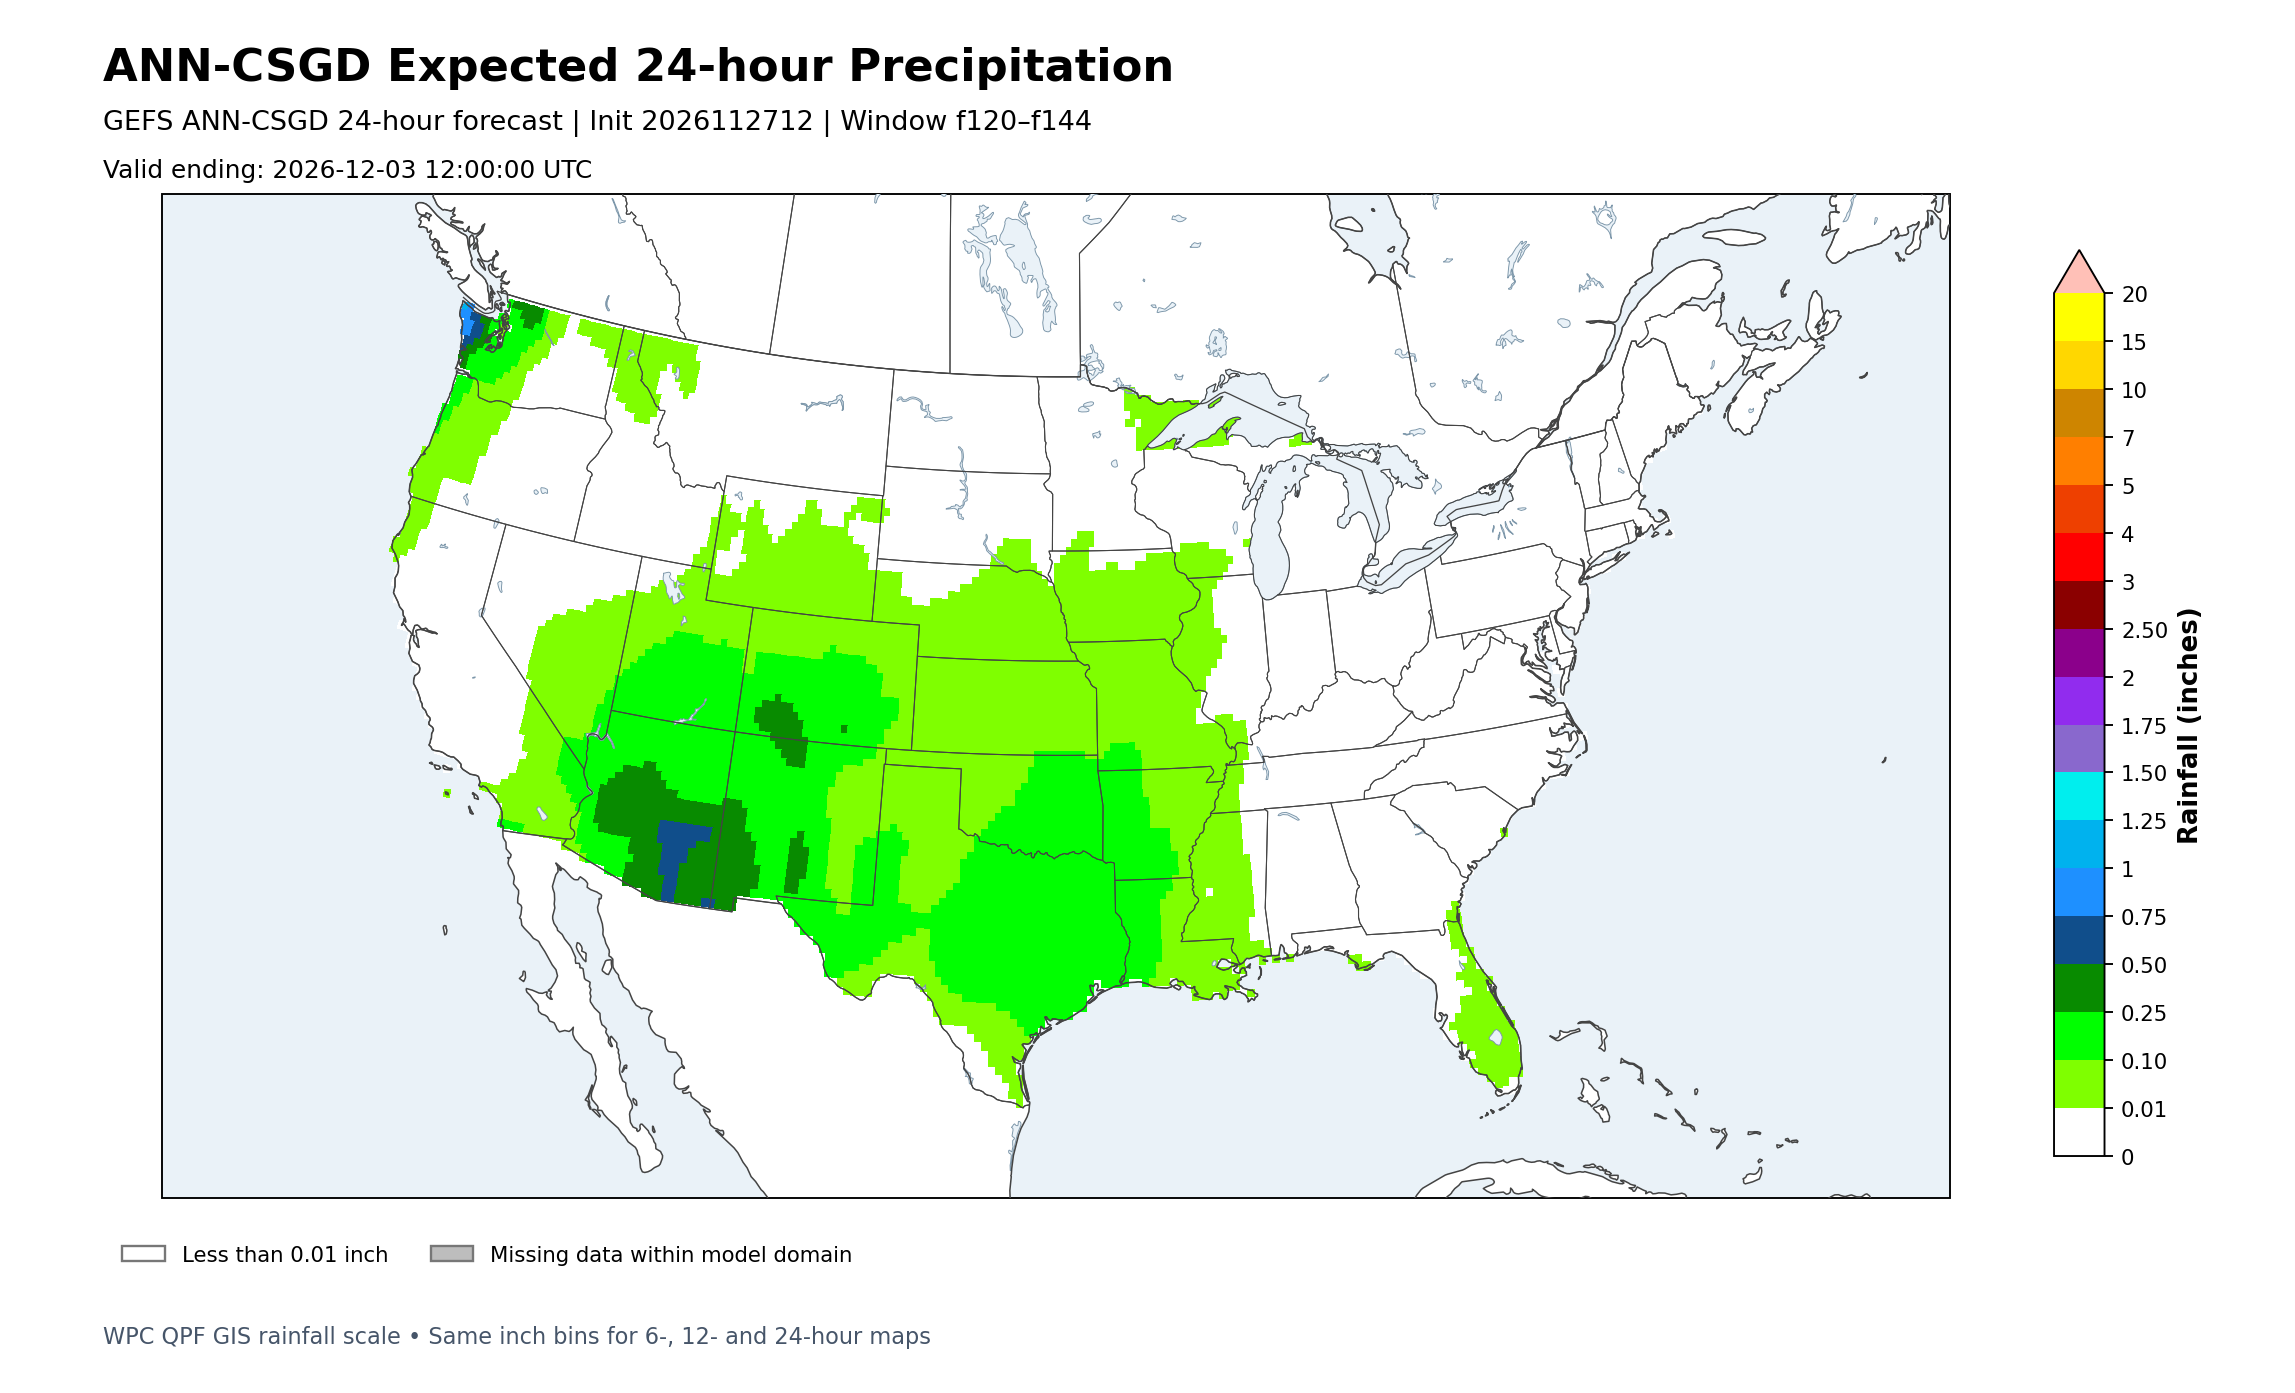 ANN-CSGD Expected 24-hour Precipitation
GEFS ANN-CSGD 24-hour forecast | Init 2026112712 | Window f120–f144
Valid ending: 2026-12-03 12:00:00 UTC
20
15
10
7
5
4
3
2.50
2
1.75
1.50
1.25
1
0.75
0.50
0.25
0.10
0.01
0
Rainfall (inches)
Less than 0.01 inch
Missing data within model domain
WPC QPF GIS rainfall scale • Same inch bins for 6-, 12- and 24-hour maps